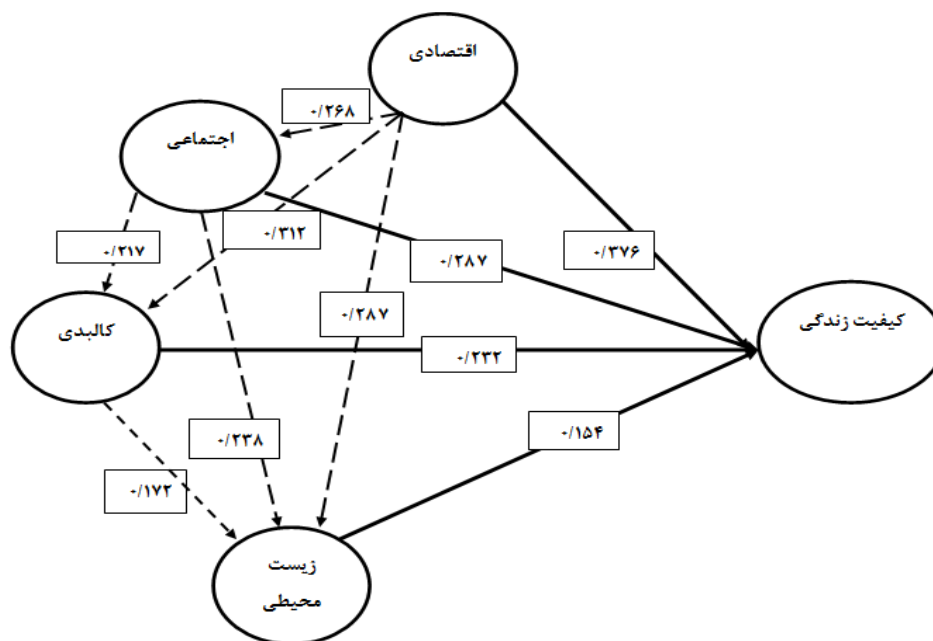 اقتصادی
۰/۲۶۸
اجتماعی
۰/۲۱۷
۰/۳۱۲
۰/۲۸۷
۰/۳۷۶
کالبدی
۰/۲۸۷
کیفیت زندگی
۰/۲۳۲
۰/۲۳۸
۰/۱۵۴
۰/۱۷۲
زیست
محیطی